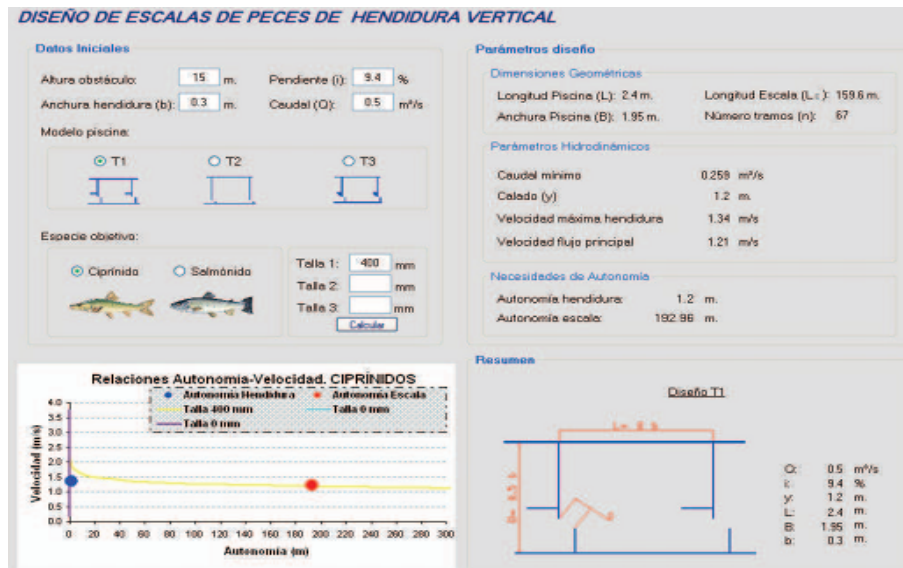 DISEÑO DE ESCALAS DE PECES DE HENDIDURA VERTICAL
Datos Iniciales
Altura obstáculo: 15 m. Pendiente (i): 9.4 %
Anchura hendidura (b): 0.3 m. Caudal (Q): 0.5 m³/s
Modelo piscina:
T1 T2 T3
Especie objetivo:
Ciprínido Salmónido
Talla 1: 400 mm
Talla 2: mm
Talla 3: mm
Calcular
Parámetros diseño
Dimensiones Geométricas
Longitud Piscina (L): 2.4 m. Longitud Escala (LE): 159.6 m.
Anchura Piscina (B): 1.95 m. Número tramos (n): 67
Parámetros Hidrodinámicos
Caudal mínimo 0.259 m³/s
Calado (y) 1.2 m.
Velocidad máxima hendidura 1.34 m/s
Velocidad flujo principal 1.21 m/s
Necesidades de Autonomía
Autonomía hendidura: 1.2 m.
Autonomía escala: 192.96 m.
Relaciones Autonomía-Velocidad. CIPRÍNIDOS
Autonomía Hendidura Autonomía Escala
Talla 400 mm Talla 0 mm
Talla 0 mm
Velocidad (m/s)
4.0
3.5
3.0
2.5
2.0
1.5
1.0
0.5
0.0
0 20 40 60 80 100 120 140 160 180 200 220 240 260 280 300
Autonomía (m)
Resumen
Diseño T1
L= 8 b
B= 6.5 b
b
Q: 0.5 m³/s
i: 9.4 %
y: 1.2 m.
L: 2.4 m.
B: 1.95 m.
b: 0.3 m.